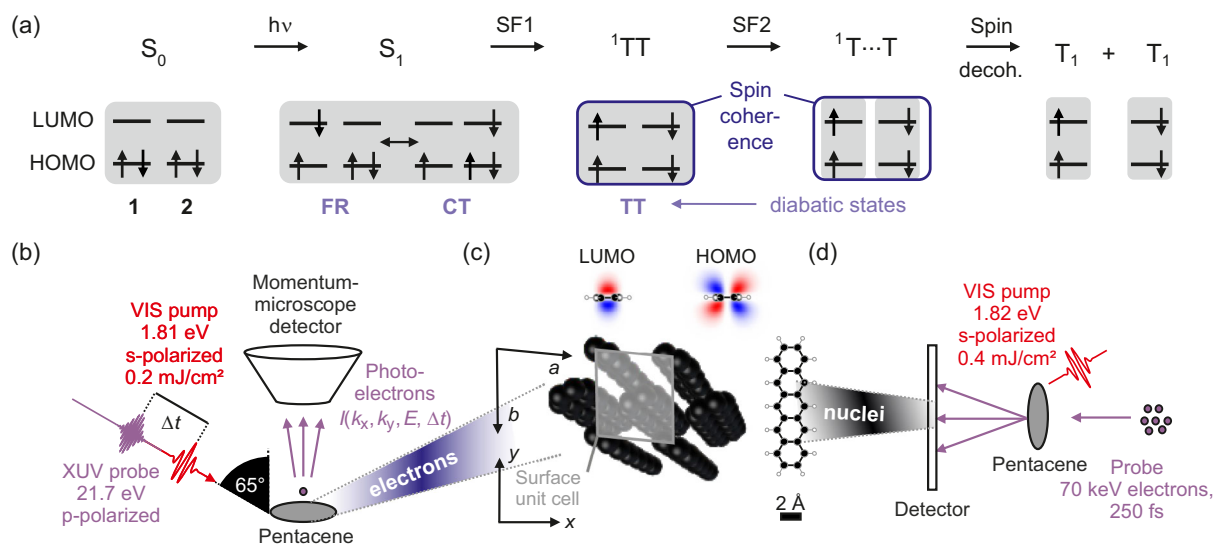 (a)
S₀
hν
S₁
SF1
¹TT
SF2
¹T···T
Spin
decoh.
T₁ + T₁
LUMO
HOMO
Spin
coher-
ence
1 2
FR CT
TT
diabatic states
(b)
VIS pump
1.81 eV
s-polarized
0.2 mJ/cm²
Momentum-
microscope
detector
Photo-
electrons
I(kₓ, kᵧ, E, Δt)
Δt
XUV probe
21.7 eV
p-polarized
65°
Pentacene
electrons
(c)
LUMO
HOMO
a
b
y
x
Surface
unit cell
nuclei
2 Å
(d)
VIS pump
1.82 eV
s-polarized
0.4 mJ/cm²
Pentacene
Detector
Probe
70 keV electrons,
250 fs